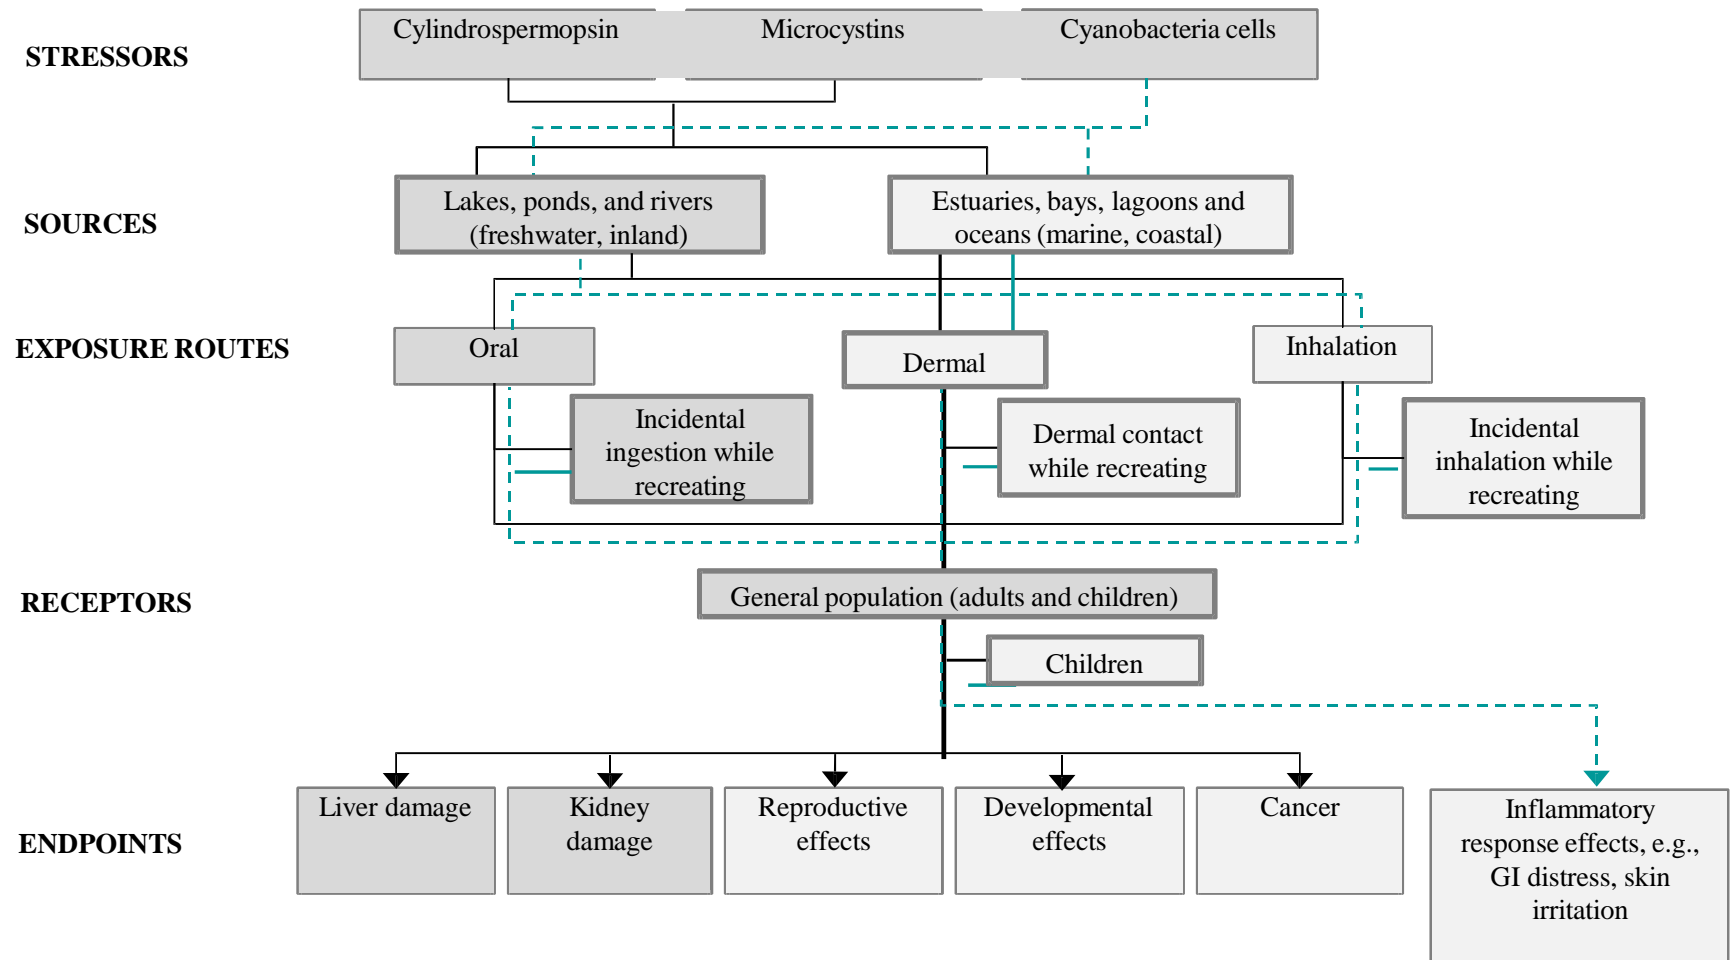 STRESSORS
Cylindrospermopsin
Microcystins
Cyanobacteria cells
SOURCES
Lakes, ponds, and rivers
(freshwater, inland)
Estuaries, bays, lagoons and
oceans (marine, coastal)
EXPOSURE ROUTES
Oral
Dermal
Inhalation
Incidental
ingestion while
recreating
Dermal contact
while recreating
Incidental
inhalation while
recreating
RECEPTORS
General population (adults and children)
Children
ENDPOINTS
Liver damage
Kidney
damage
Reproductive
effects
Developmental
effects
Cancer
Inflammatory
response effects, e.g.,
GI distress, skin
irritation